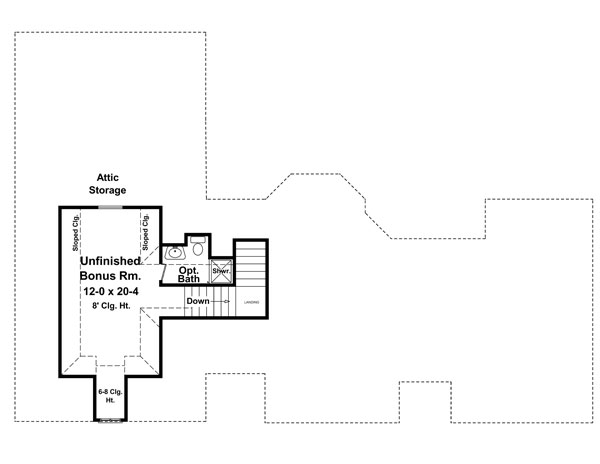 Attic
Storage
Sloped Clg.
Sloped Clg.
Unfinished
Bonus Rm.
12-0 x 20-4
8' Clg. Ht.
Opt.
Bath
Shwr.
Down
LANDING
6-8 Clg.
Ht.